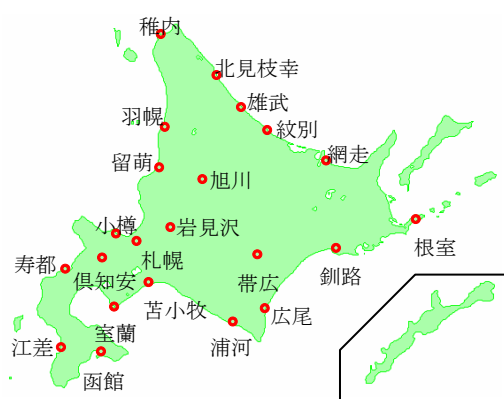 稚内
北見枝幸
雄武
羽幌
紋別
網走
留萌
旭川
小樽
岩見沢
根室
寿都
札幌
釧路
倶知安
帯広
苫小牧
広尾
浦河
江差
室蘭
函館